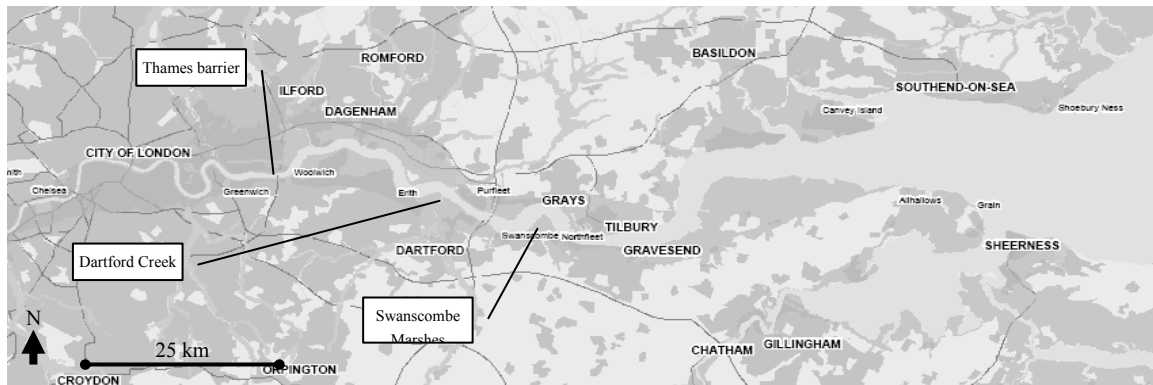 Thames barrier
ROMFORD
BASILDON
ILFORD
SOUTHEND-ON-SEA
DAGENHAM
Canvey Island
Shoebury Ness
CITY OF LONDON
Woolwich
Chelsea
Greenwich
Erith
Purfleet
GRAYS
Allhallows
Grain
TILBURY
Swanscombe
Northfleet
DARTFORD
GRAVESEND
SHEERNESS
Dartford Creek
Swanscombe
Marshes
N
25 km
GILLINGHAM
CHATHAM
ORPINGTON
CROYDON